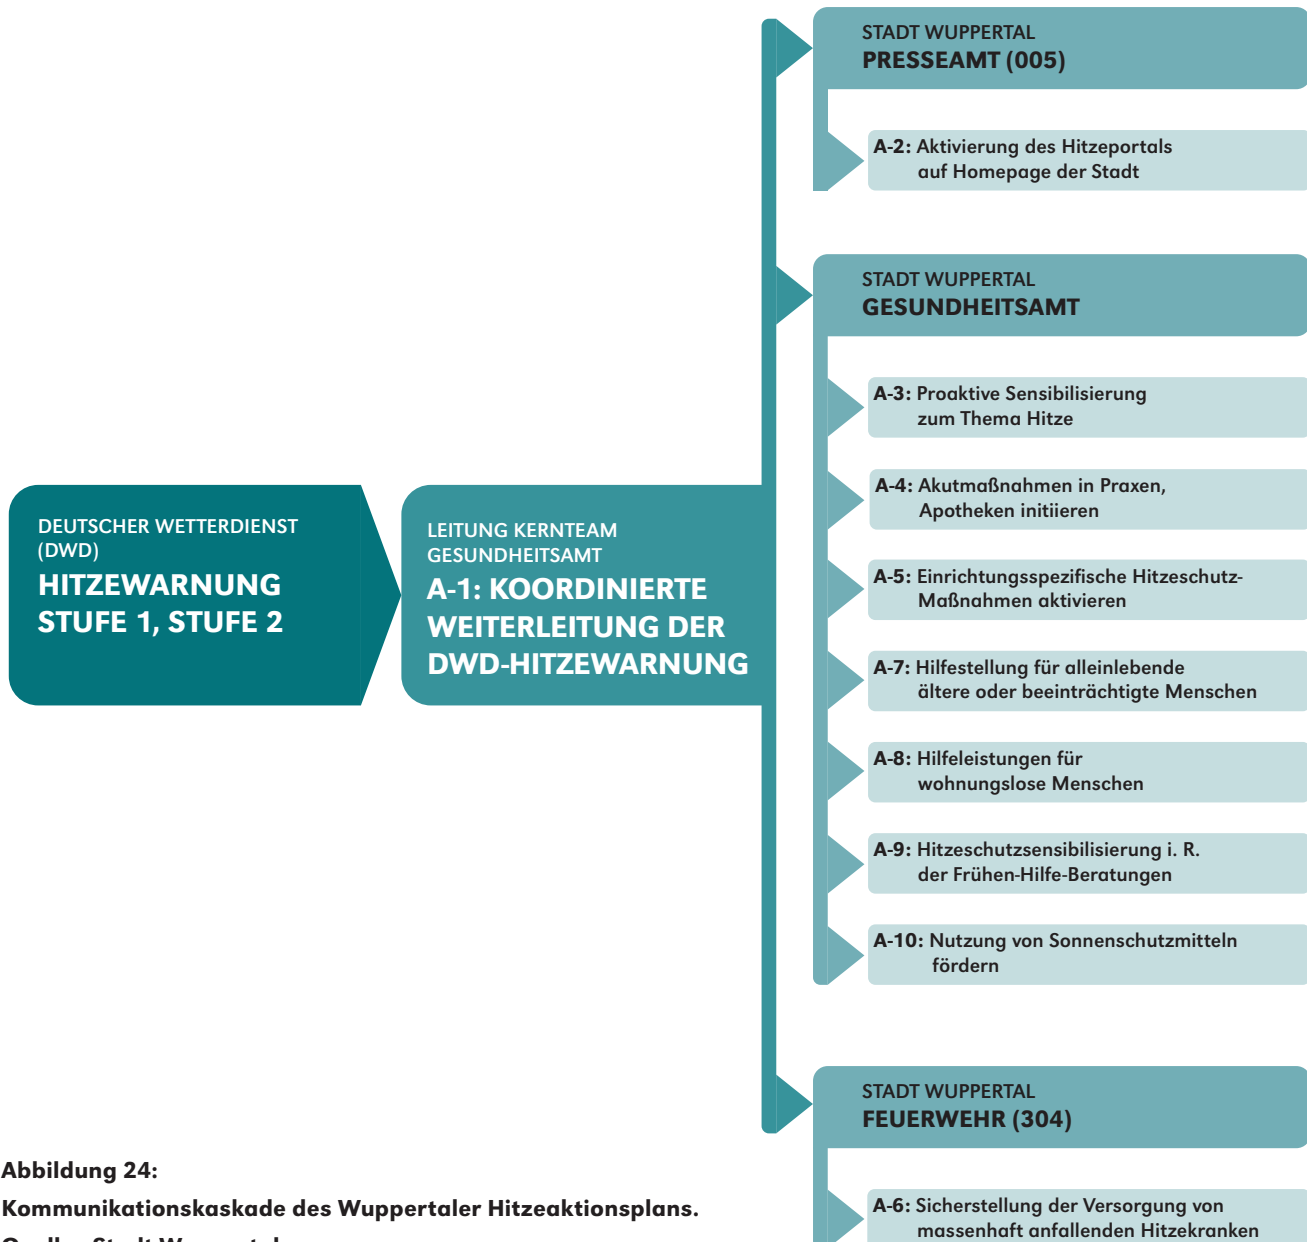 DEUTSCHER WETTERDIENST
(DWD)
HITZEWARNUNG
STUFE 1, STUFE 2
LEITUNG KERNTEAM
GESUNDHEITSAMT
A-1: KOORDINIERTE
WEITERLEITUNG DER
DWD-HITZEWARNUNG
STADT WUPPERTAL
PRESSEAMT (005)
A-2: Aktivierung des Hitzeportals
auf Homepage der Stadt
STADT WUPPERTAL
GESUNDHEITSAMT
A-3: Proaktive Sensibilisierung
zum Thema Hitze
A-4: Akutmaßnahmen in Praxen,
Apotheken initiieren
A-5: Einrichtungsspezifische Hitzeschutz-
Maßnahmen aktivieren
A-7: Hilfestellung für alleinlebende
ältere oder beeinträchtigte Menschen
A-8: Hilfeleistungen für
wohnungslose Menschen
A-9: Hitzeschutzsensibilisierung i. R.
der Frühen-Hilfe-Beratungen
A-10: Nutzung von Sonnenschutzmitteln
fördern
STADT WUPPERTAL
FEUERWEHR (304)
A-6: Sicherstellung der Versorgung von
massenhaft anfallenden Hitzekranken
Abbildung 24:
Kommunikationskaskade des Wuppertaler Hitzeaktionsplans.